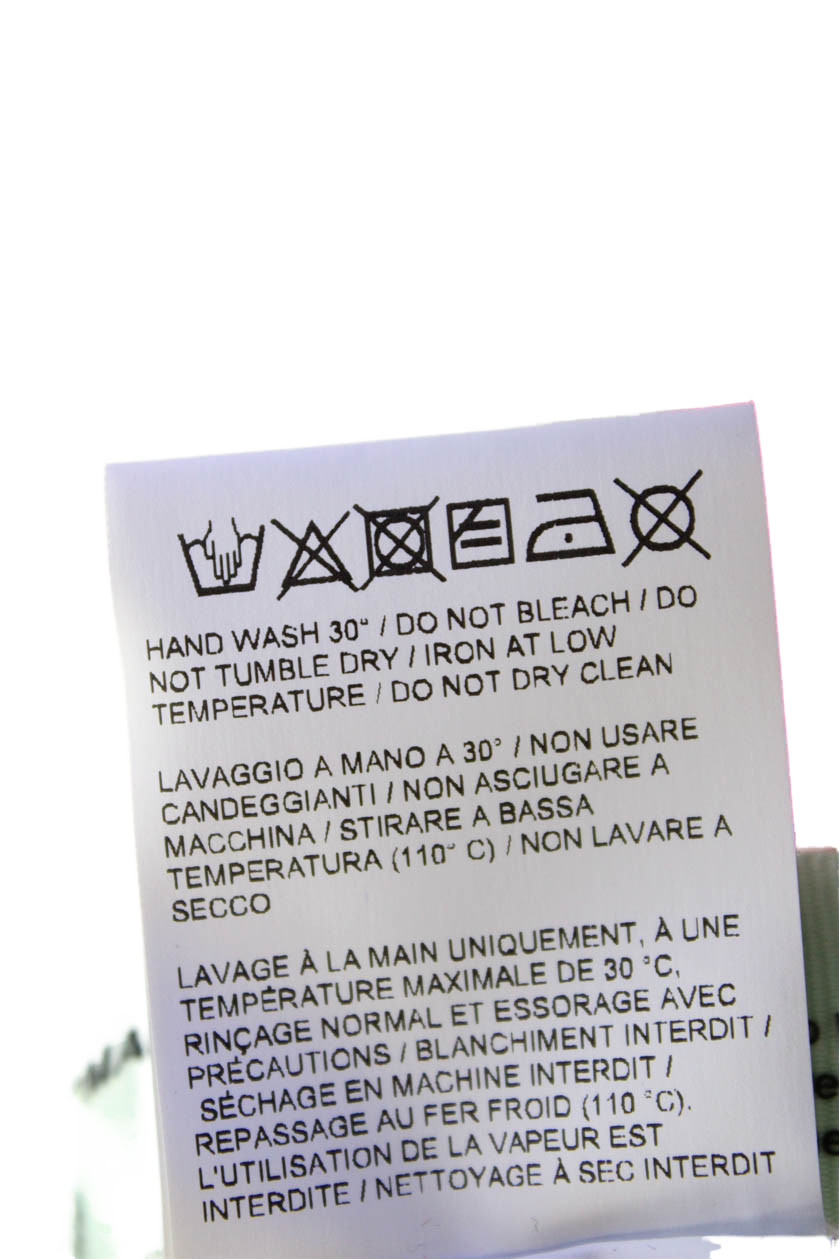 HAND WASH 30° / DO NOT BLEACH / DO
NOT TUMBLE DRY / IRON AT LOW
TEMPERATURE / DO NOT DRY CLEAN
LAVAGGIO A MANO A 30° / NON USARE
CANDEGGIANTI / NON ASCIUGARE A
MACCHINA / STIRARE A BASSA
TEMPERATURA (110° C) / NON LAVARE A
SECCO
LAVAGE À LA MAIN UNIQUEMENT, À UNE
TEMPÉRATURE MAXIMALE DE 30 °C,
RINÇAGE NORMAL ET ESSORAGE AVEC
PRÉCAUTIONS / BLANCHIMENT INTERDIT /
SÉCHAGE EN MACHINE INTERDIT /
REPASSAGE AU FER FROID (110 °C).
L'UTILISATION DE LA VAPEUR EST
INTERDITE / NETTOYAGE À SEC INTERDIT